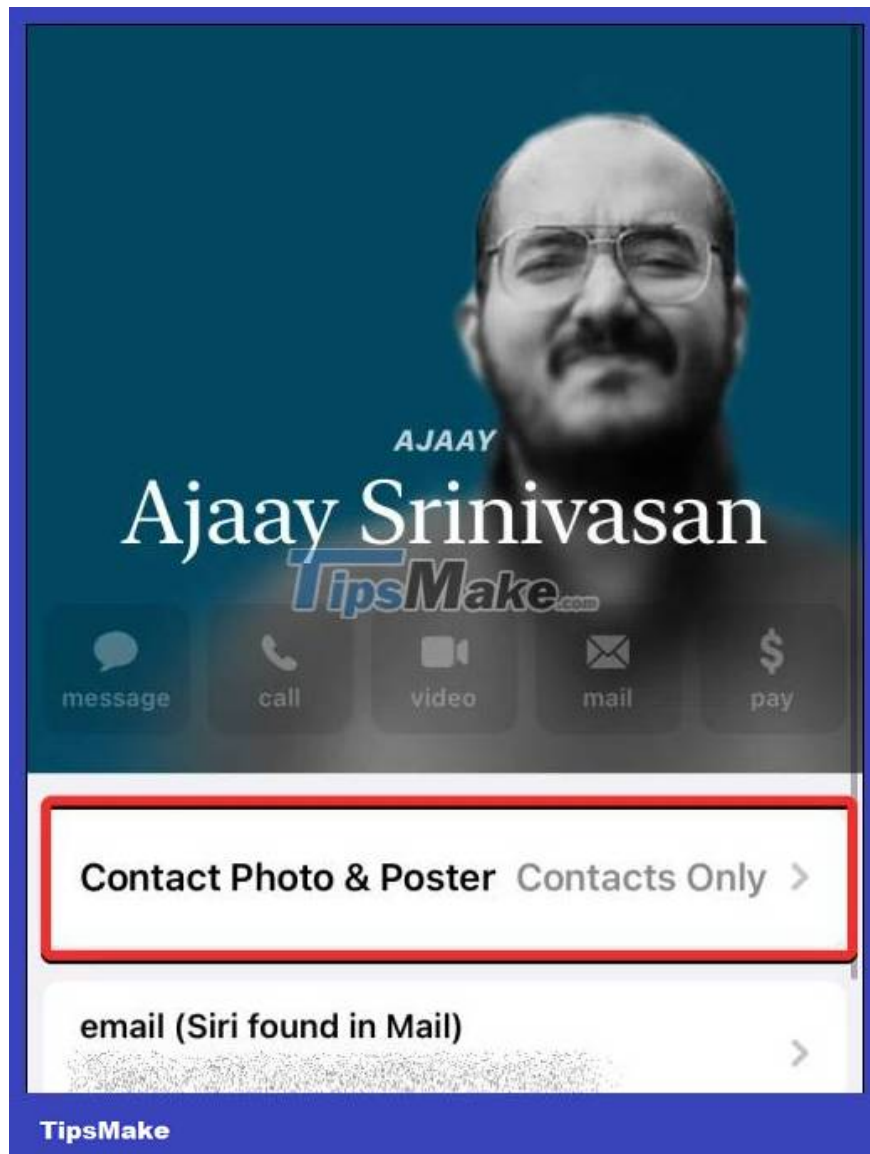 AJAAY
Ajaay Srinivasan
TipsMake.com
message call video mail pay
Contact Photo & Poster Contacts Only
email (Siri found in Mail)
TipsMake